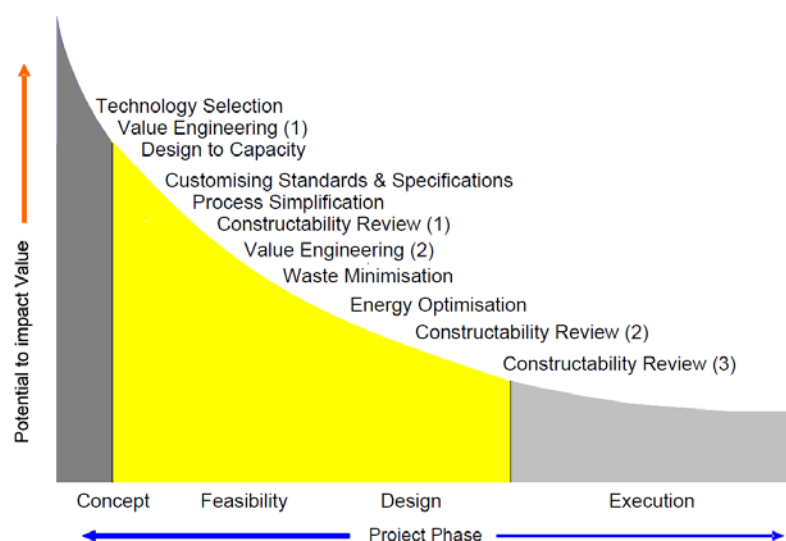 Technology Selection
Value Engineering (1)
Design to Capacity
Customising Standards & Specifications
Process Simplification
Constructability Review (1)
Value Engineering (2)
Waste Minimisation
Energy Optimisation
Constructability Review (2)
Constructability Review (3)
Potential to impact Value
Concept Feasibility Design Execution
Project Phase